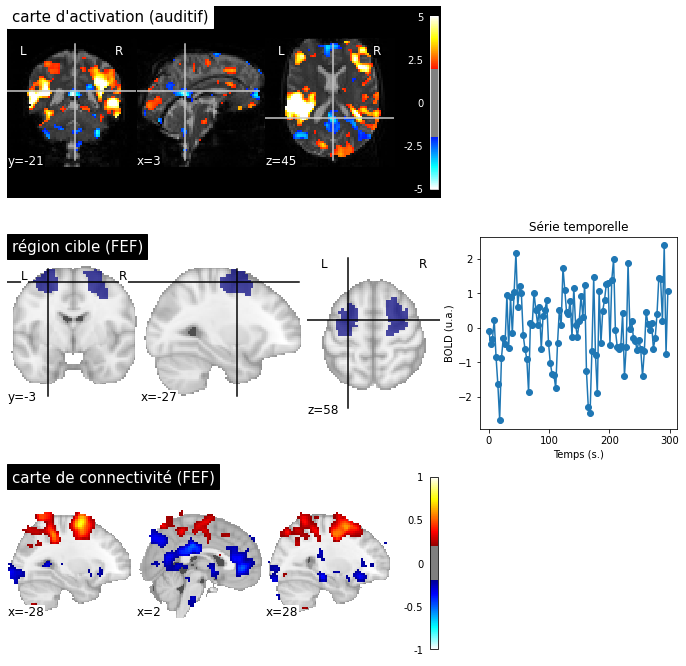 carte d'activation (auditif)
L R L R
y=-21 x=3 z=45
5
2.5
0
-2.5
-5
région cible (FEF)
L R L R
y=-3 x=-27 z=58
Série temporelle
BOLD (u.a.)
2
1
0
−1
−2
0 100 200 300
Temps (s.)
carte de connectivité (FEF)
x=-28 x=2 x=28
1
0.5
0
-0.5
-1